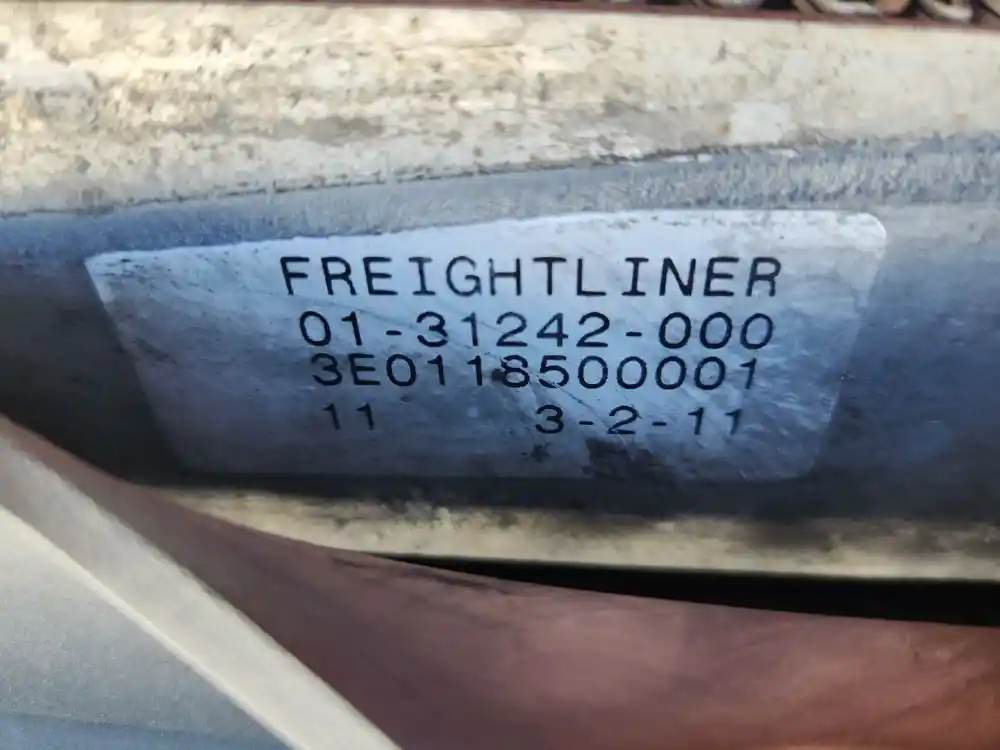 FREIGHTLINER
01-31242-000
3E0118500001
11 3-2-11